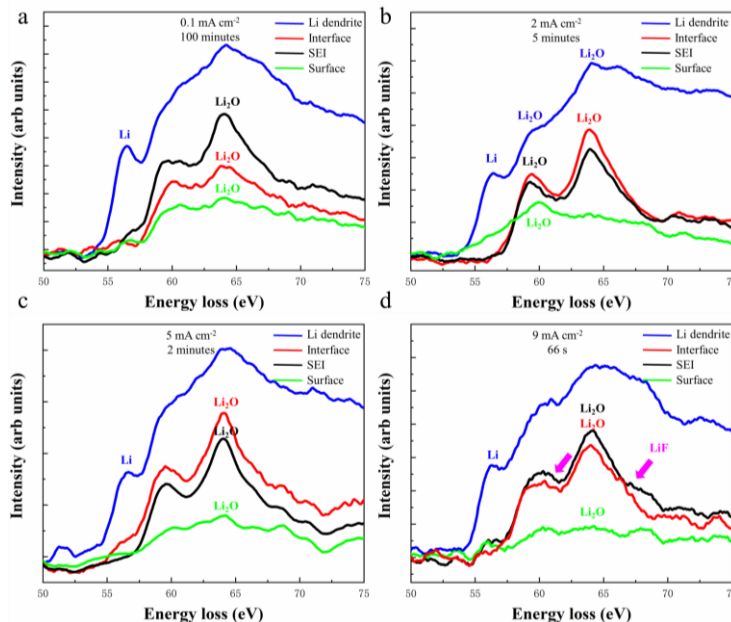 a
0.1 mA cm⁻²
100 minutes
Li dendrite
Interface
SEI
Surface
Li
Li₂O
Li₂O
Li₂O
Intensity (arb units)
50 55 60 65 70 75
Energy loss (eV)
b
2 mA cm⁻²
5 minutes
Li dendrite
Interface
SEI
Surface
Li₂O
Li₂O
Li
Li₂O
Li₂O
Li₂O
Intensity (arb units)
50 55 60 65 70 75
Energy loss (eV)
c
5 mA cm⁻²
2 minutes
Li dendrite
Interface
SEI
Surface
Li
Li₂O
Li₂O
Li₂O
Intensity (arb units)
50 55 60 65 70 75
Energy loss (eV)
d
9 mA cm⁻²
66 s
Li dendrite
Interface
SEI
Surface
Li
Li₂O
Li₂O
LiF
Li₂O
Intensity (arb units)
50 55 60 65 70 75
Energy loss (eV)